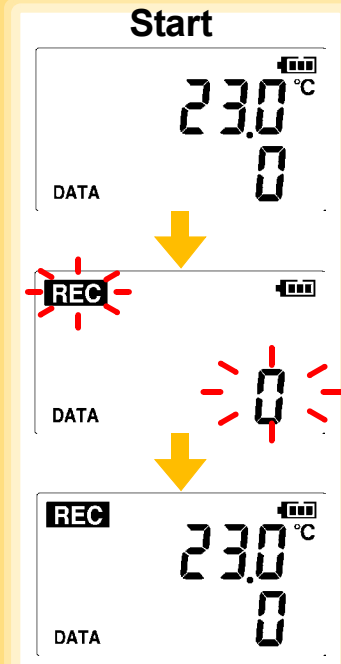 Start
23.0 °C
DATA 0
REC
DATA 0
REC
23.0 °C
DATA 0